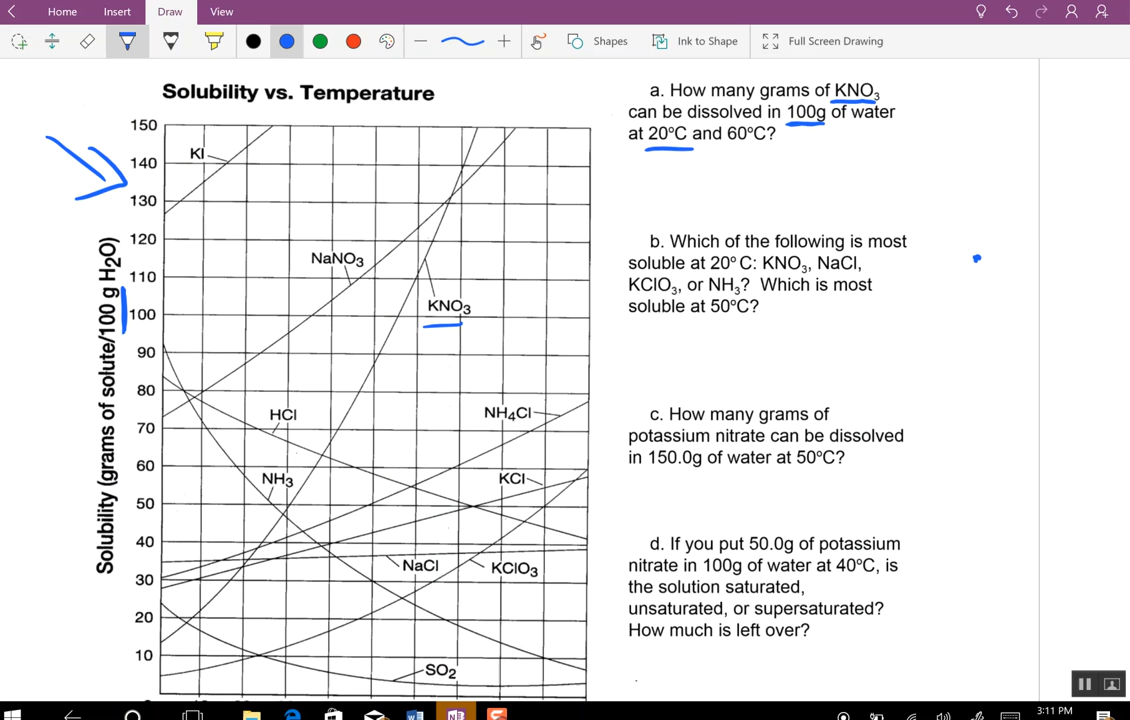 Home Insert Draw View
Shapes Ink to Shape Full Screen Drawing
Solubility vs. Temperature
Solubility (grams of solute/100 g H2O)
150
140
130
120
110
100
90
80
70
60
50
40
30
20
10
KI
NaNO3
KNO3
HCl
NH4Cl
NH3
KCl
NaCl
KClO3
SO2
a. How many grams of KNO3
can be dissolved in 100g of water
at 20°C and 60°C?
b. Which of the following is most
soluble at 20° C: KNO3, NaCl,
KClO3, or NH3? Which is most
soluble at 50°C?
c. How many grams of
potassium nitrate can be dissolved
in 150.0g of water at 50°C?
d. If you put 50.0g of potassium
nitrate in 100g of water at 40°C, is
the solution saturated,
unsaturated, or supersaturated?
How much is left over?
3:11 PM